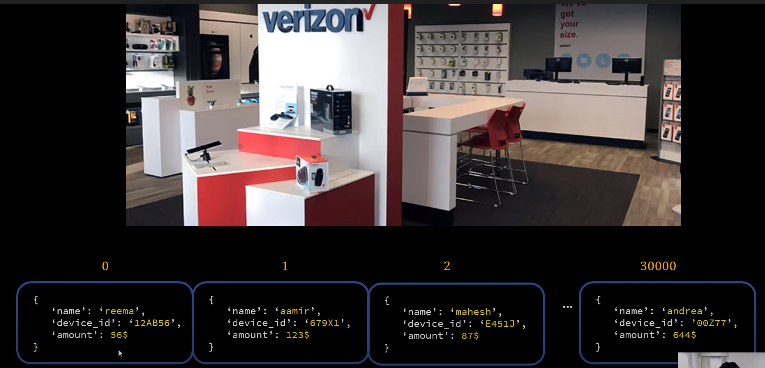 verizon✓
We've
got
your
size.
M L
0 1 2 30000
{
‘name’: ‘reema’,
‘device_id’: ‘12AB56’,
‘amount': 56$
}
{
‘name’: ‘aamir’,
‘device_id’: ‘679X1’,
‘amount’: 123$
}
{
‘name’: ‘mahesh’,
‘device_id’: ‘E451J’,
‘amount’: 87$
}
...
{
‘name’: ‘andrea’,
‘device_id’: ’00Z77’,
‘amount’: 644$
}